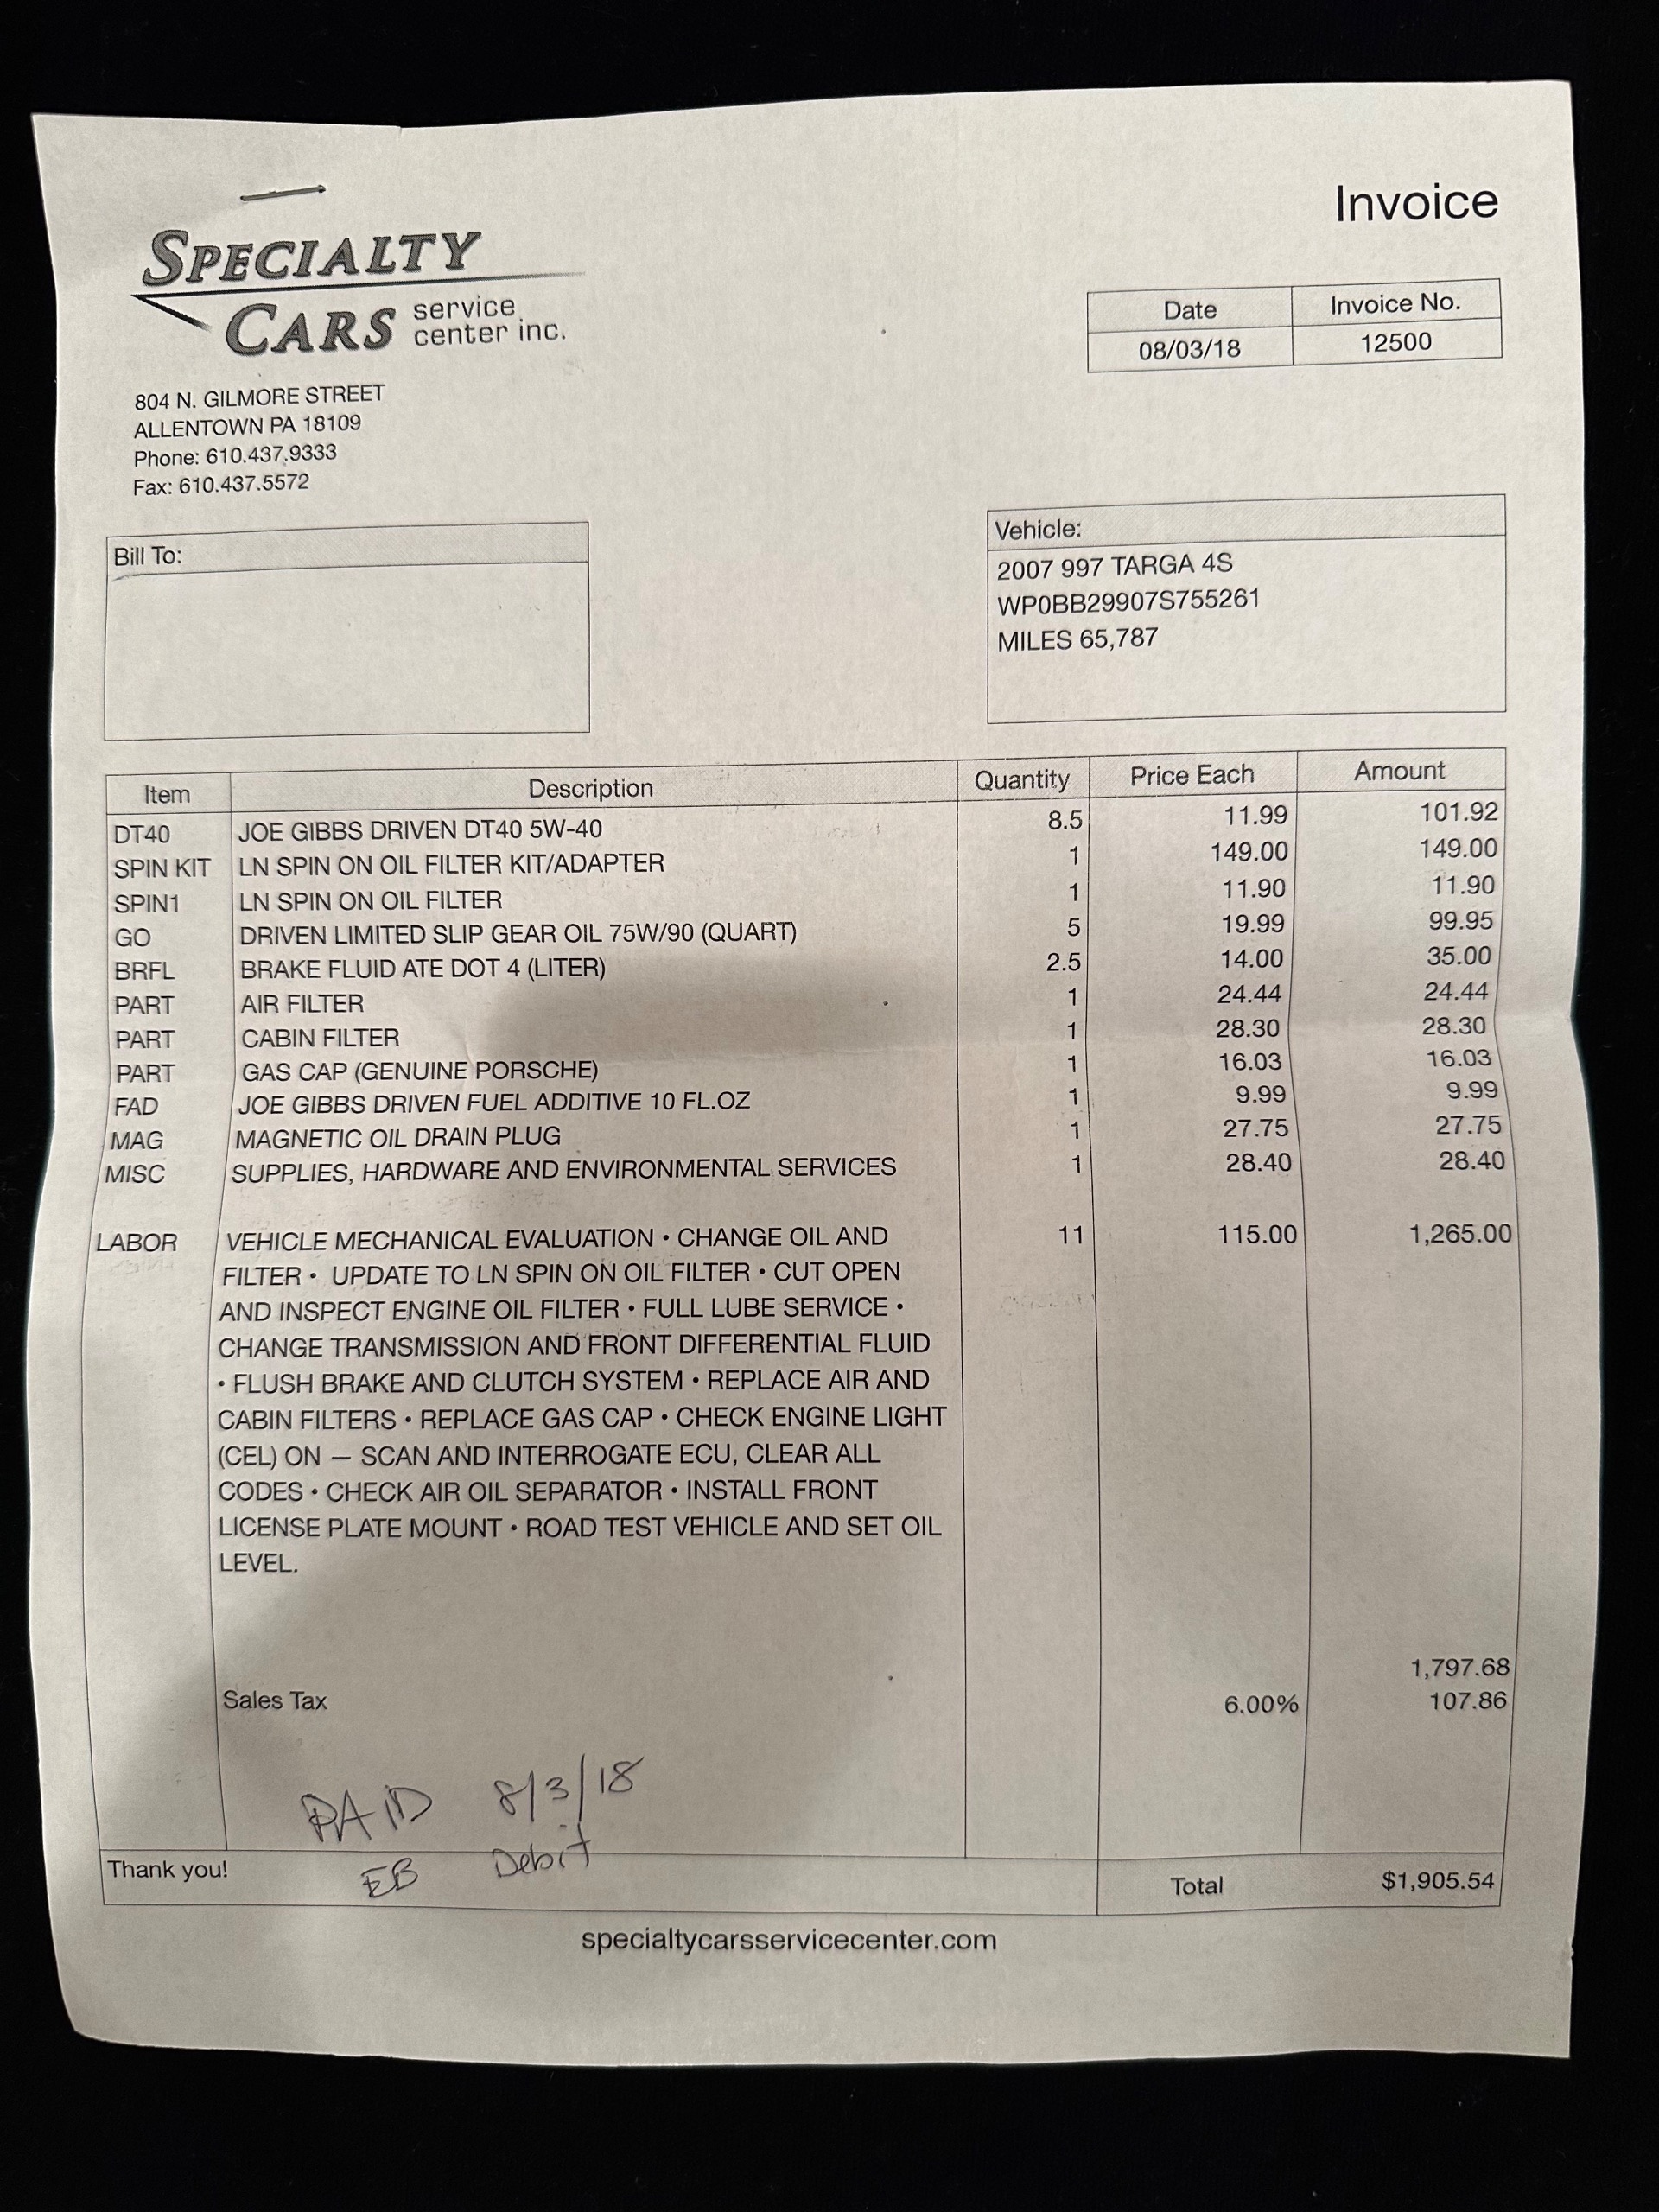 Invoice
SPECIALTY
CARS service
center inc.
Date Invoice No.
08/03/18 12500
804 N. GILMORE STREET
ALLENTOWN PA 18109
Phone: 610.437.9333
Fax: 610.437.5572
Bill To:
Vehicle:
2007 997 TARGA 4S
WP0BB29907S755261
MILES 65,787
Item Description Quantity Price Each Amount
DT40 JOE GIBBS DRIVEN DT40 5W-40 8.5 11.99 101.92
SPIN KIT LN SPIN ON OIL FILTER KIT/ADAPTER 1 149.00 149.00
SPIN1 LN SPIN ON OIL FILTER 1 11.90 11.90
GO DRIVEN LIMITED SLIP GEAR OIL 75W/90 (QUART) 5 19.99 99.95
BRFL BRAKE FLUID ATE DOT 4 (LITER) 2.5 14.00 35.00
PART AIR FILTER 1 24.44 24.44
PART CABIN FILTER 1 28.30 28.30
PART GAS CAP (GENUINE PORSCHE) 1 16.03 16.03
FAD JOE GIBBS DRIVEN FUEL ADDITIVE 10 FL.OZ 1 9.99 9.99
MAG MAGNETIC OIL DRAIN PLUG 1 27.75 27.75
MISC SUPPLIES, HARDWARE AND ENVIRONMENTAL SERVICES 1 28.40 28.40
LABOR VEHICLE MECHANICAL EVALUATION • CHANGE OIL AND 11 115.00 1,265.00
FILTER • UPDATE TO LN SPIN ON OIL FILTER • CUT OPEN
AND INSPECT ENGINE OIL FILTER • FULL LUBE SERVICE •
CHANGE TRANSMISSION AND FRONT DIFFERENTIAL FLUID
• FLUSH BRAKE AND CLUTCH SYSTEM • REPLACE AIR AND
CABIN FILTERS • REPLACE GAS CAP • CHECK ENGINE LIGHT
(CEL) ON — SCAN AND INTERROGATE ECU, CLEAR ALL
CODES • CHECK AIR OIL SEPARATOR • INSTALL FRONT
LICENSE PLATE MOUNT • ROAD TEST VEHICLE AND SET OIL
LEVEL.
1,797.68
Sales Tax 6.00% 107.86
PAID 8/3/18
EB Debit
Thank you! Total $1,905.54
specialtycarsservicecenter.com